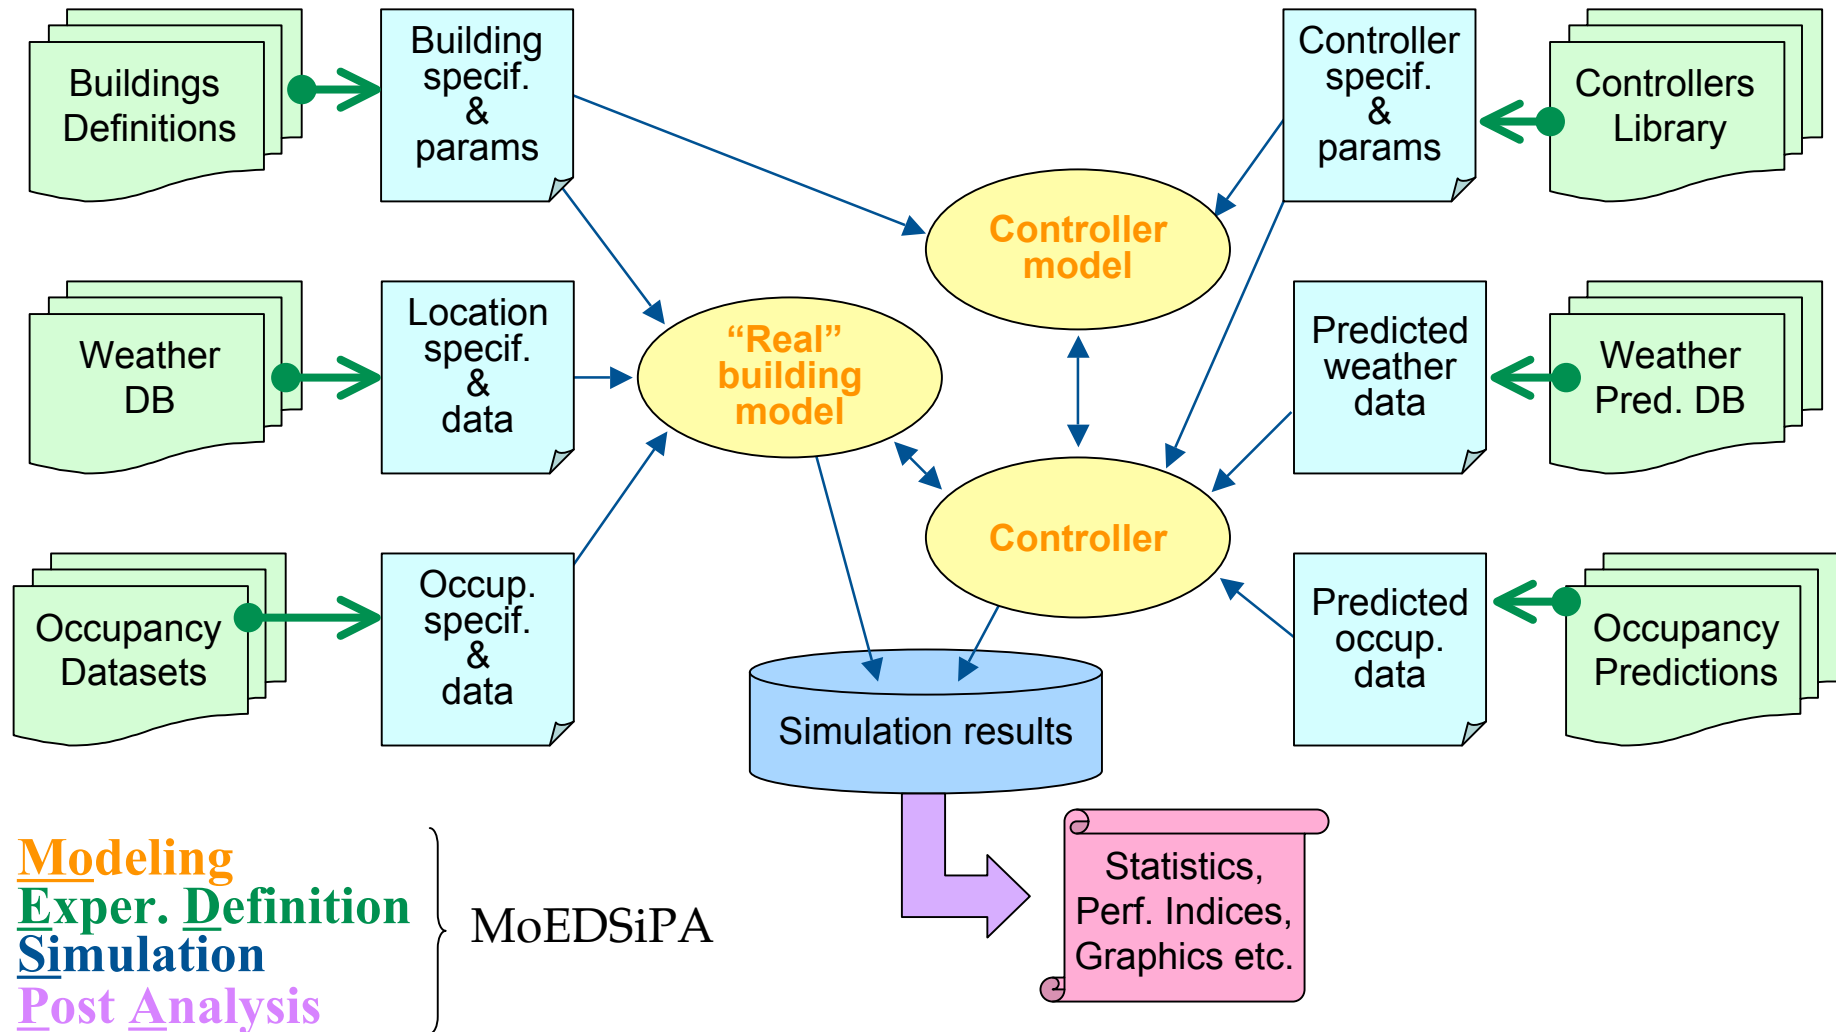 Buildings
Definitions
Building
specif.
&
params
Controller
specif.
&
params
Controllers
Library
Controller
model
Weather
DB
Location
specif.
&
data
“Real”
building
model
Predicted
weather
data
Weather
Pred. DB
Controller
Occupancy
Datasets
Occup.
specif.
&
data
Predicted
occup.
data
Occupancy
Predictions
Simulation results
Statistics,
Perf. Indices,
Graphics etc.
Modeling
Exper. Definition
Simulation
Post Analysis
MoEDSiPA